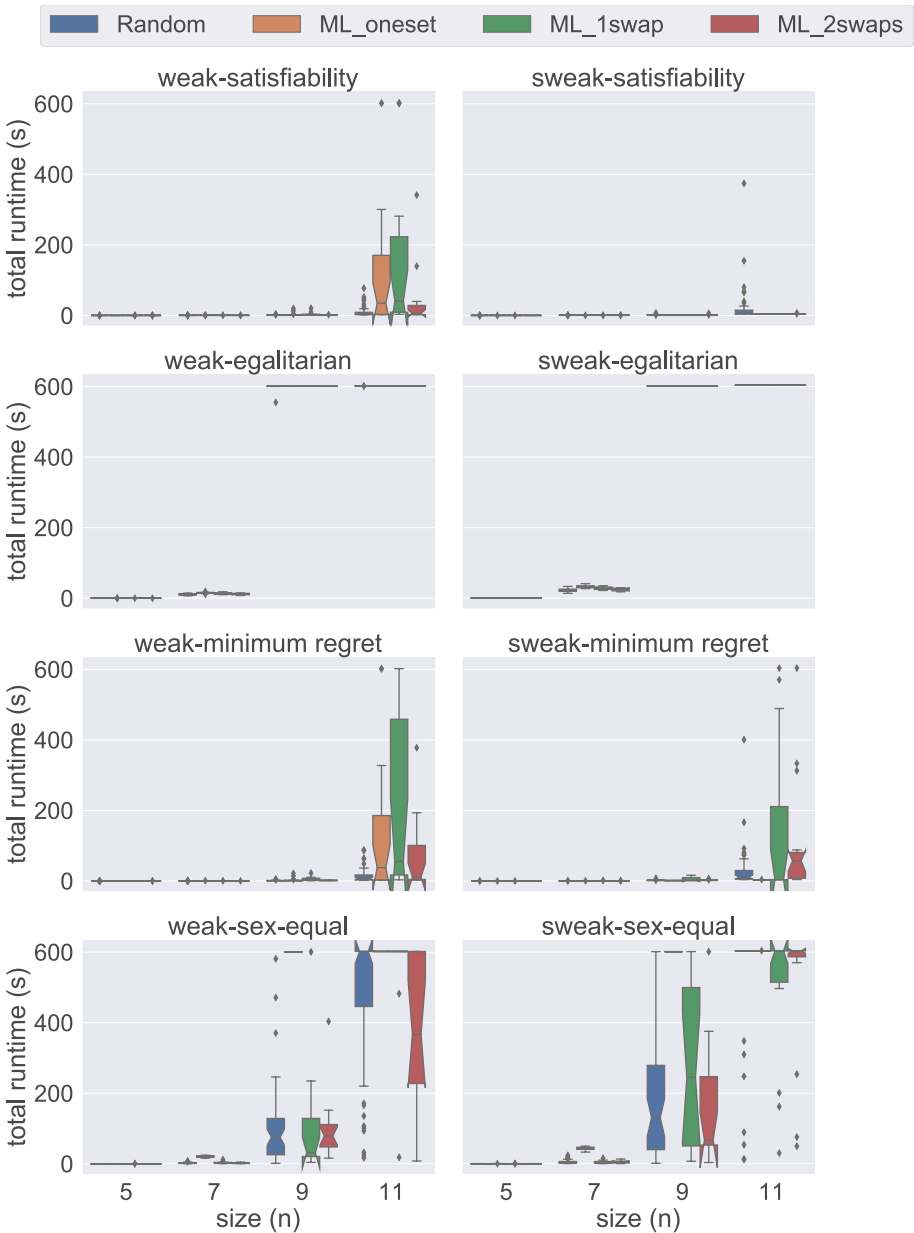 Random ML_oneset ML_1swap ML_2swaps
weak-satisfiability sweak-satisfiability
600
400
200
0
total runtime (s)
weak-egalitarian sweak-egalitarian
600
400
200
0
total runtime (s)
weak-minimum regret sweak-minimum regret
600
400
200
0
total runtime (s)
weak-sex-equal sweak-sex-equal
600
400
200
0
total runtime (s)
5 7 9 11 5 7 9 11
size (n) size (n)